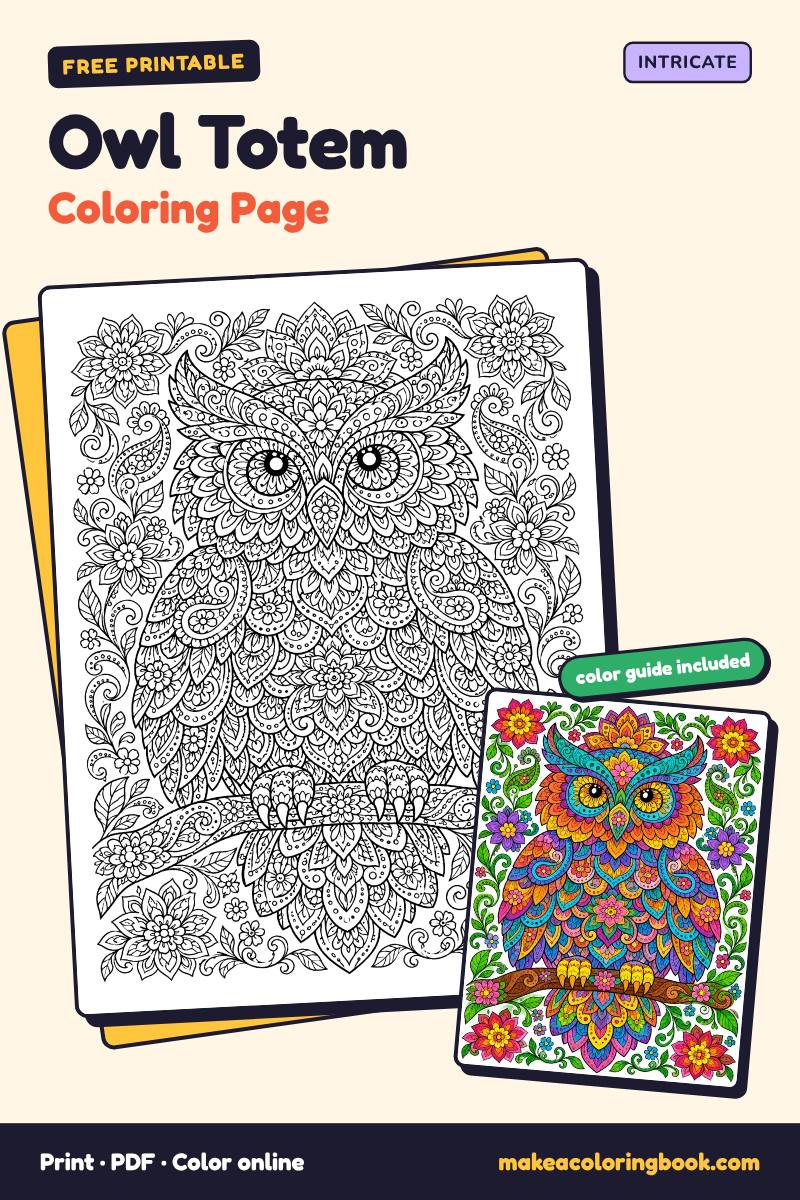 FREE PRINTABLE
INTRICATE
Owl Totem
Coloring Page
color guide included
Print · PDF · Color online
makeacoloringbook.com